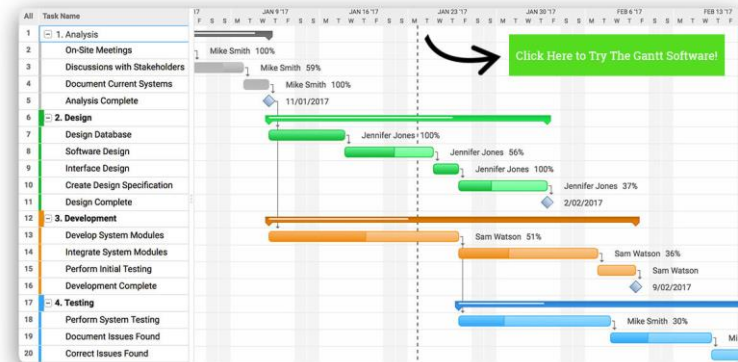 All Task Name
17 JAN 9 '17 JAN 16 '17 JAN 23 '17 JAN 30 '17 FEB 6 '17 FEB 13 '17
F S S M T W T F S S M T W T F S S M T W T F S S M T W T F S S M T W T F S S M T W T F
1 1. Analysis
2 On-Site Meetings Mike Smith 100%
3 Discussions with Stakeholders Mike Smith 59%
4 Document Current Systems Mike Smith 100%
5 Analysis Complete 11/01/2017
6 2. Design
7 Design Database Jennifer Jones 100%
8 Software Design Jennifer Jones 56%
9 Interface Design Jennifer Jones 100%
10 Create Design Specification Jennifer Jones 37%
11 Design Complete 2/02/2017
12 3. Development
13 Develop System Modules Sam Watson 51%
14 Integrate System Modules Sam Watson 36%
15 Perform Initial Testing Sam Watson
16 Development Complete 9/02/2017
17 4. Testing
18 Perform System Testing Mike Smith 30%
19 Document Issues Found Mi
20 Correct Issues Found
Click Here to Try The Gantt Software!